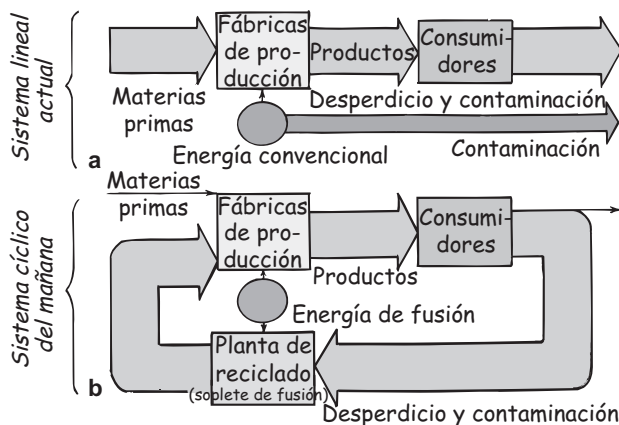 Sistema lineal
actual
a
Materias
primas
Fábricas
de pro-
ducción
Productos
Consumi-
dores
Desperdicio y contaminación
Energía convencional
Contaminación
Sistema cíclico
del mañana
b
Materias
primas
Fábricas
de pro-
ducción
Productos
Consumi-
dores
Energía de fusión
Planta de
reciclado
(soplete de fusión)
Desperdicio y contaminación